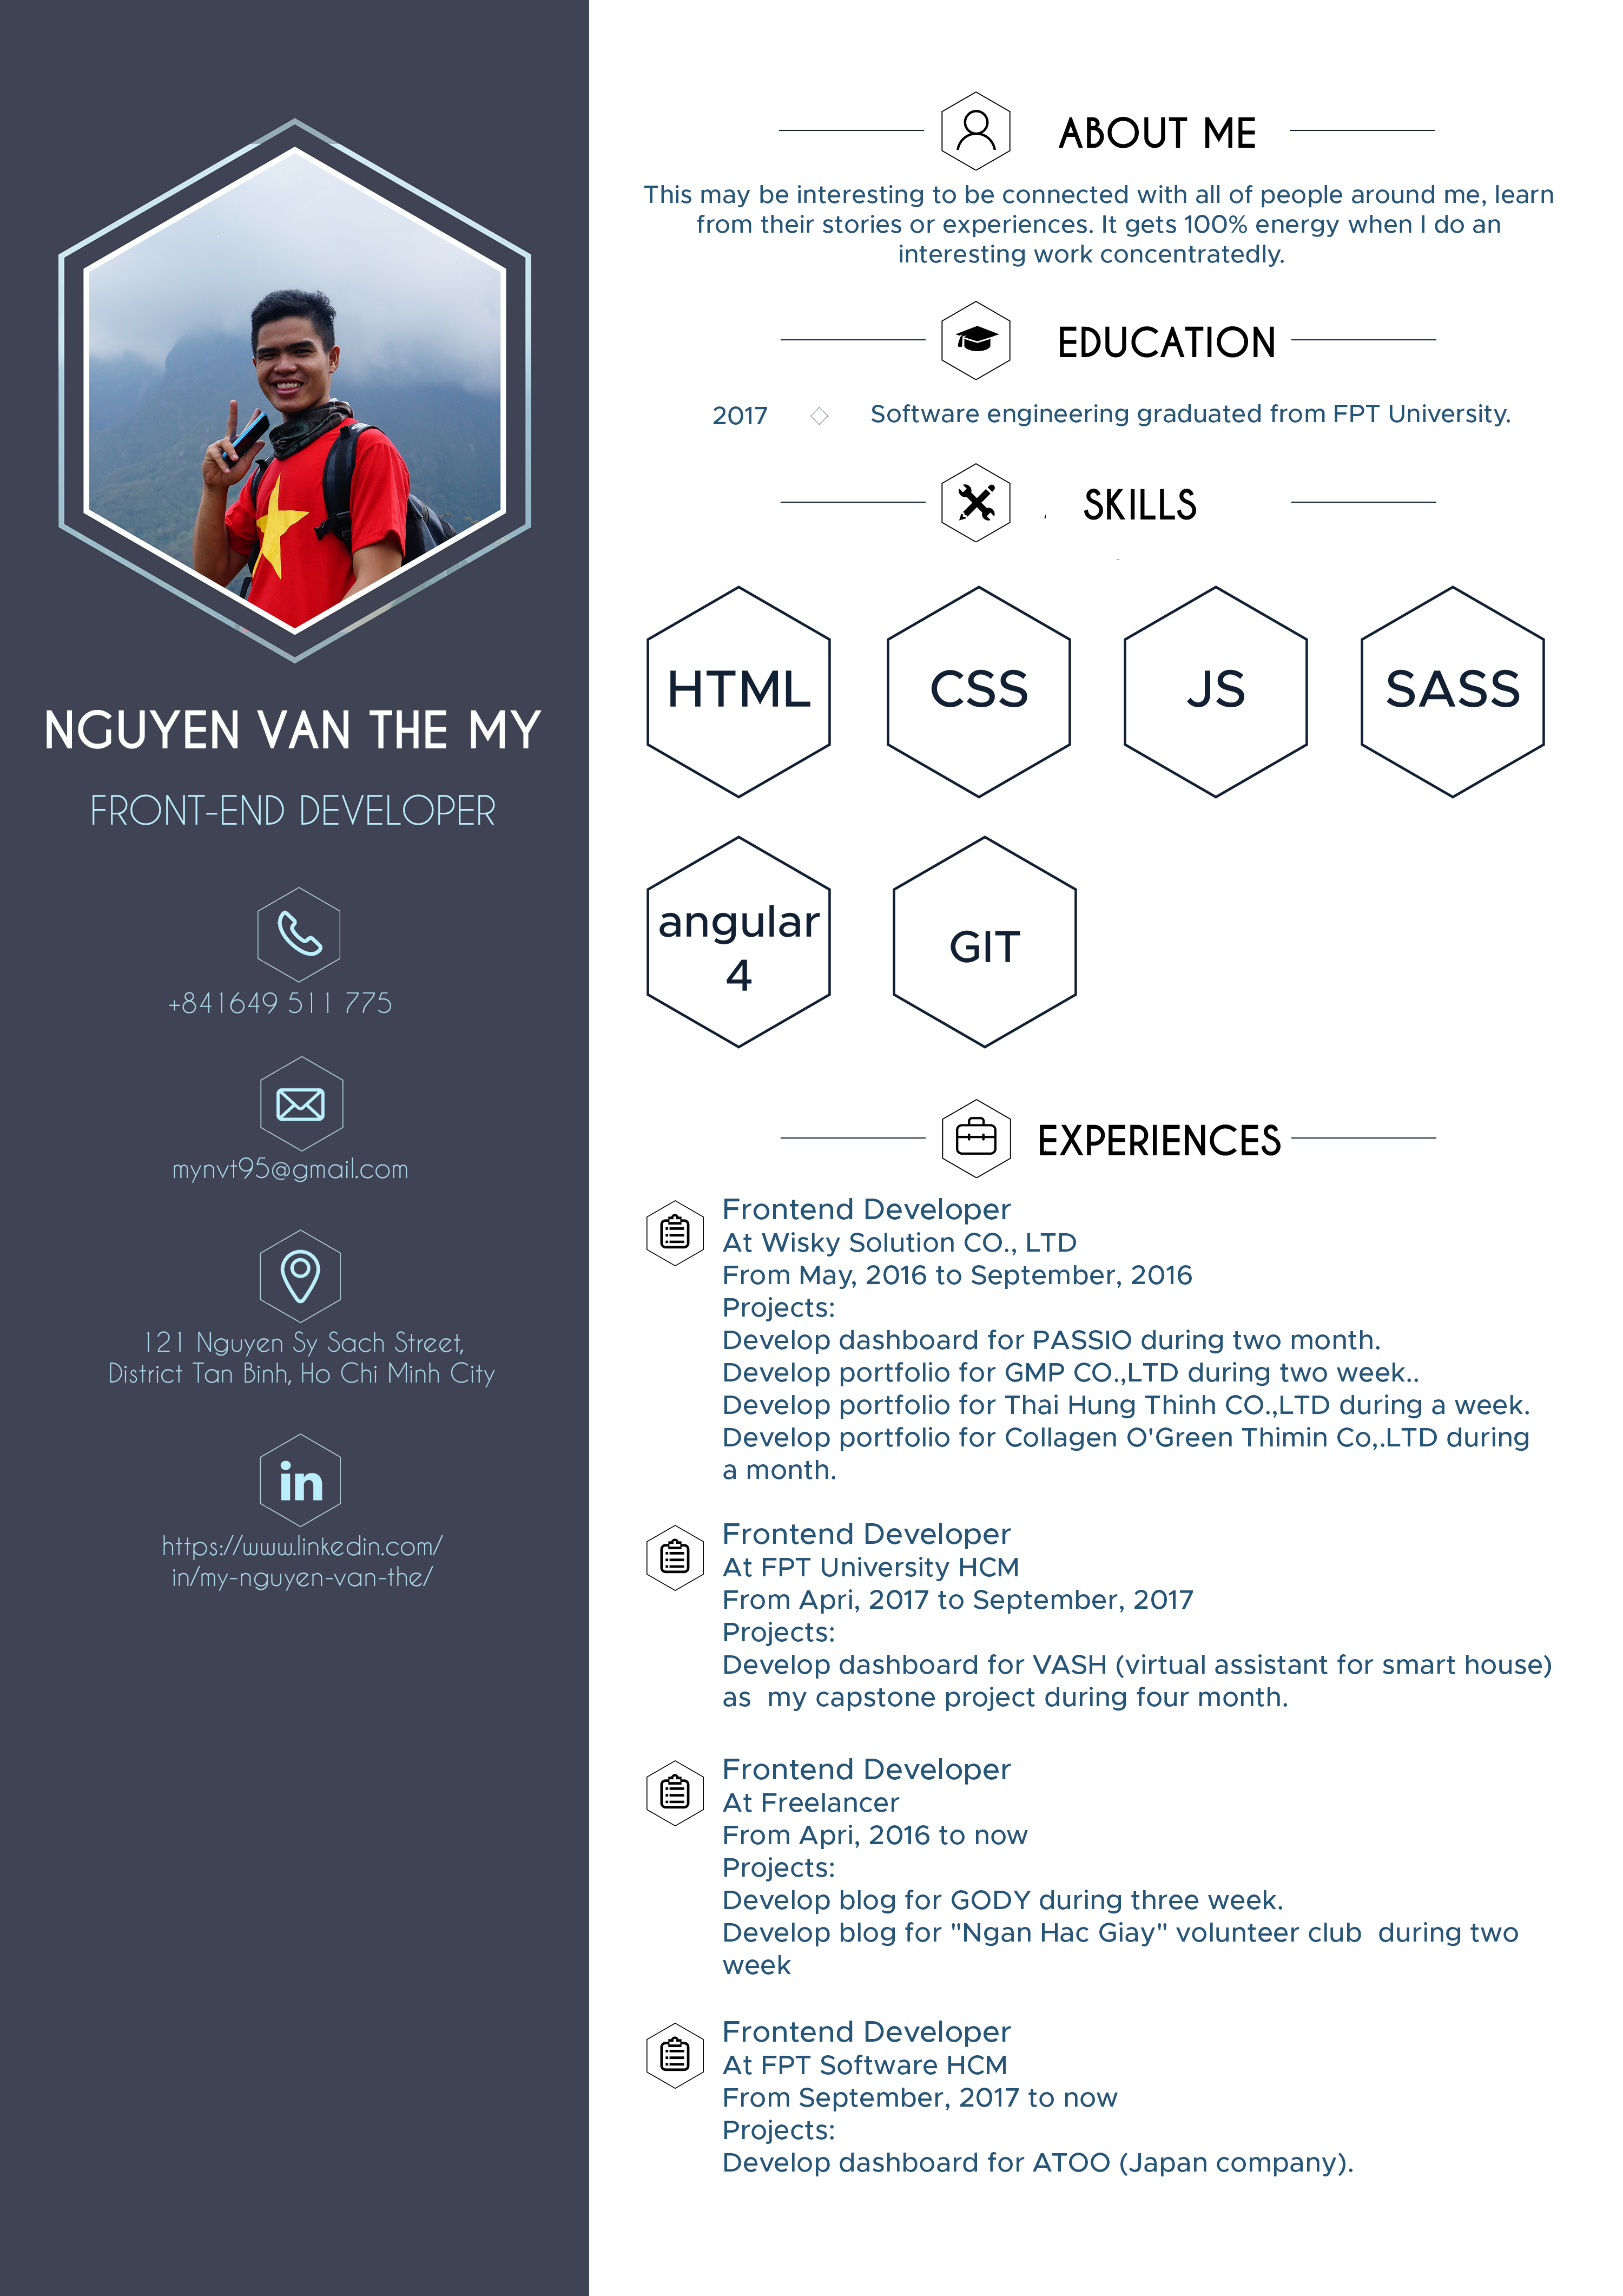 NGUYEN VAN THE MY
FRONT-END DEVELOPER
+841649 511 775
mynvt95@gmail.com
121 Nguyen Sy Sach Street,
District Tan Binh, Ho Chi Minh City
in
https://www.linkedin.com/
in/my-nguyen-van-the/
ABOUT ME
This may be interesting to be connected with all of people around me, learn
from their stories or experiences. It gets 100% energy when I do an
interesting work concentratedly.
EDUCATION
2017
Software engineering graduated from FPT University.
SKILLS
HTML
CSS
JS
SASS
angular
4
GIT
EXPERIENCES
Frontend Developer
At Wisky Solution CO., LTD
From May, 2016 to September, 2016
Projects:
Develop dashboard for PASSIO during two month.
Develop portfolio for GMP CO.,LTD during two week..
Develop portfolio for Thai Hung Thinh CO.,LTD during a week.
Develop portfolio for Collagen O'Green Thimin Co,.LTD during
a month.
Frontend Developer
At FPT University HCM
From Apri, 2017 to September, 2017
Projects:
Develop dashboard for VASH (virtual assistant for smart house)
as  my capstone project during four month.
Frontend Developer
At Freelancer
From Apri, 2016 to now
Projects:
Develop blog for GODY during three week.
Develop blog for "Ngan Hac Giay" volunteer club  during two
week
Frontend Developer
At FPT Software HCM
From September, 2017 to now
Projects:
Develop dashboard for ATOO (Japan company).